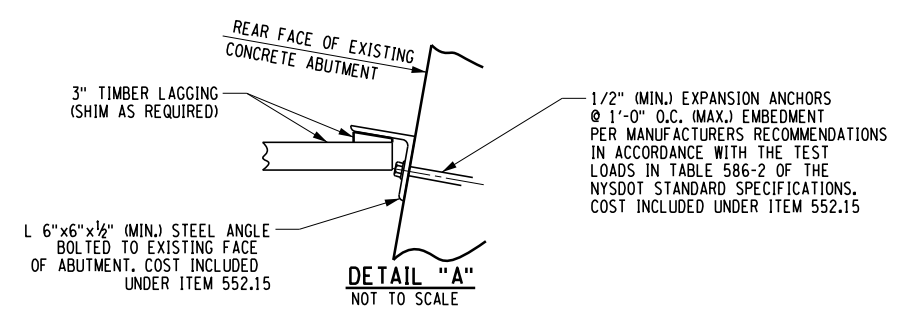 REAR FACE OF EXISTING
CONCRETE ABUTMENT
3" TIMBER LAGGING
(SHIM AS REQUIRED)
1/2" (MIN.) EXPANSION ANCHORS
@ 1'-0" O.C. (MAX.) EMBEDMENT
PER MANUFACTURERS RECOMMENDATIONS
IN ACCORDANCE WITH THE TEST
LOADS IN TABLE 586-2 OF THE
NYSDOT STANDARD SPECIFICATIONS.
COST INCLUDED UNDER ITEM 552.15
L 6"x6"x½" (MIN.) STEEL ANGLE
BOLTED TO EXISTING FACE
OF ABUTMENT. COST INCLUDED
UNDER ITEM 552.15
DETAIL "A"
NOT TO SCALE